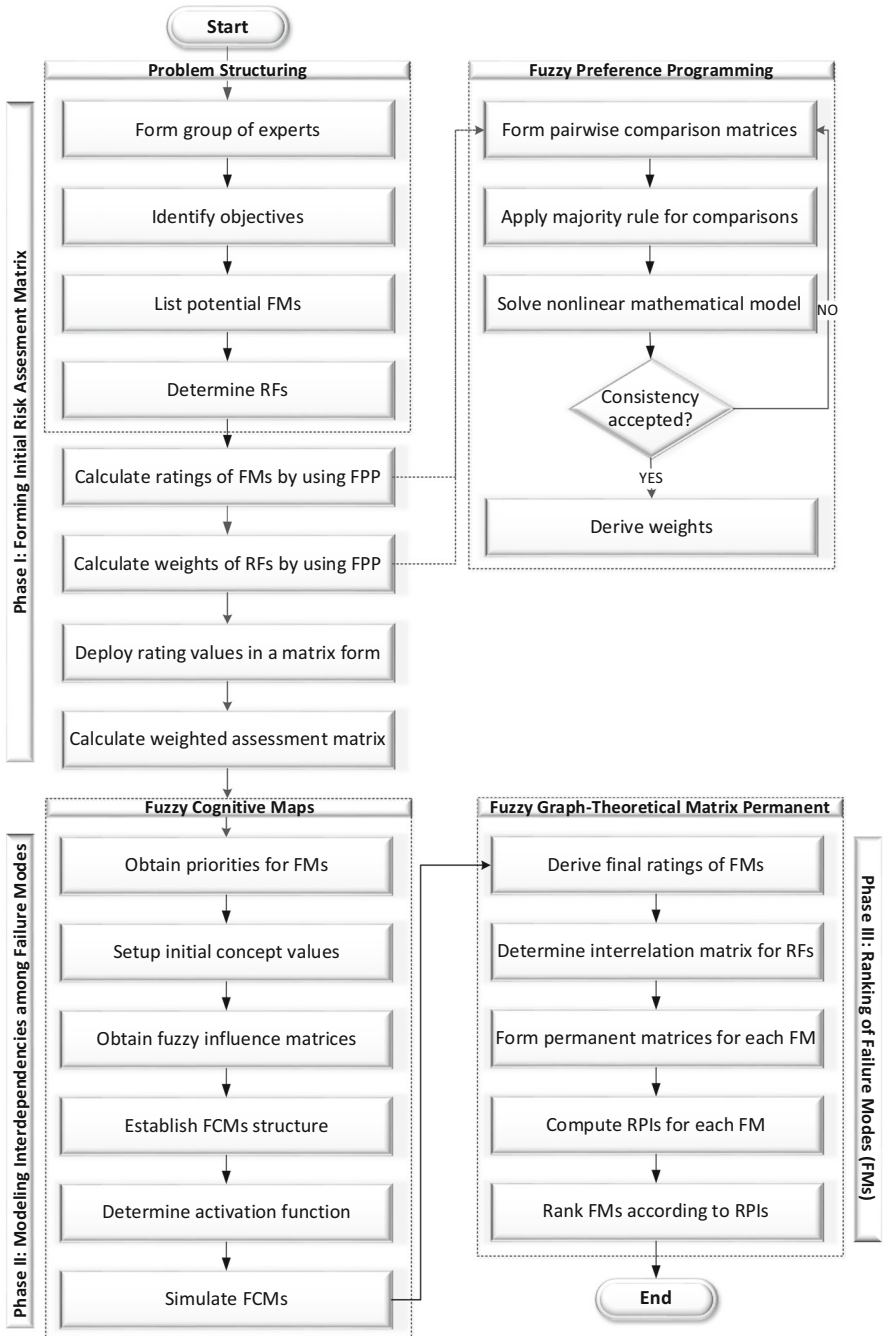 Start
Phase I: Forming Initial Risk Assesment Matrix
Problem Structuring
Form group of experts
Identify objectives
List potential FMs
Determine RFs
Calculate ratings of FMs by using FPP
Calculate weights of RFs by using FPP
Deploy rating values in a matrix form
Calculate weighted assessment matrix
Fuzzy Preference Programming
Form pairwise comparison matrices
Apply majority rule for comparisons
Solve nonlinear mathematical model
NO
Consistency
accepted?
YES
Derive weights
Phase II: Modeling Interdependencies among Failure Modes
Fuzzy Cognitive Maps
Obtain priorities for FMs
Setup initial concept values
Obtain fuzzy influence matrices
Establish FCMs structure
Determine activation function
Simulate FCMs
Fuzzy Graph-Theoretical Matrix Permanent
Derive final ratings of FMs
Determine interrelation matrix for RFs
Form permanent matrices for each FM
Compute RPIs for each FM
Rank FMs according to RPIs
End
Phase III: Ranking of Failure Modes
(FMs)